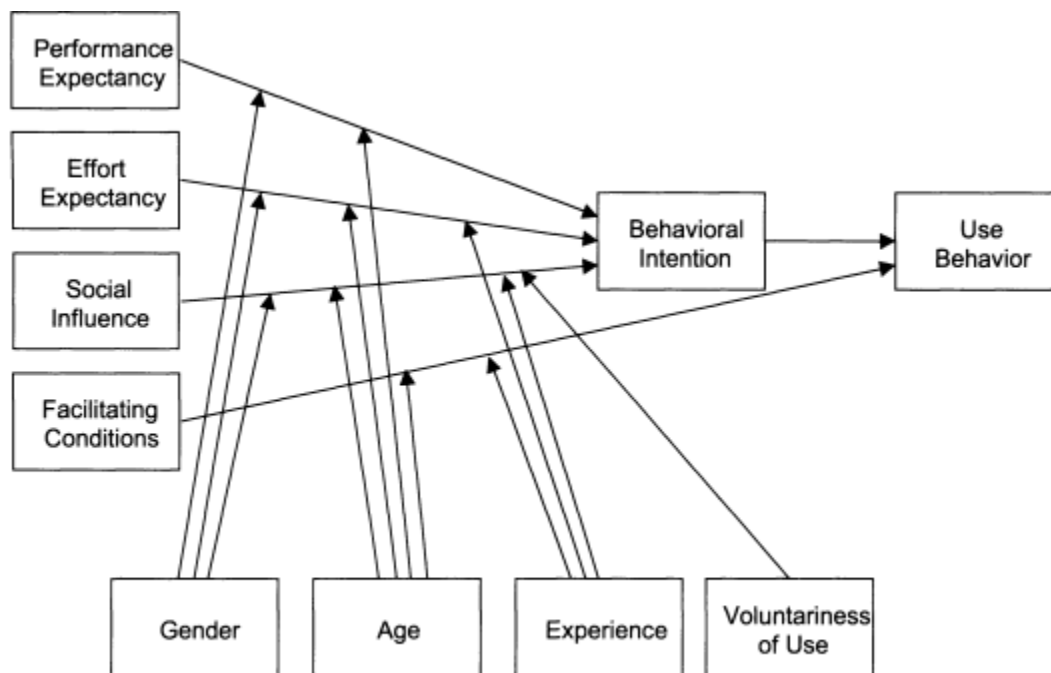 Performance
Expectancy
Effort
Expectancy
Social
Influence
Facilitating
Conditions
Behavioral
Intention
Use
Behavior
Gender
Age
Experience
Voluntariness
of Use